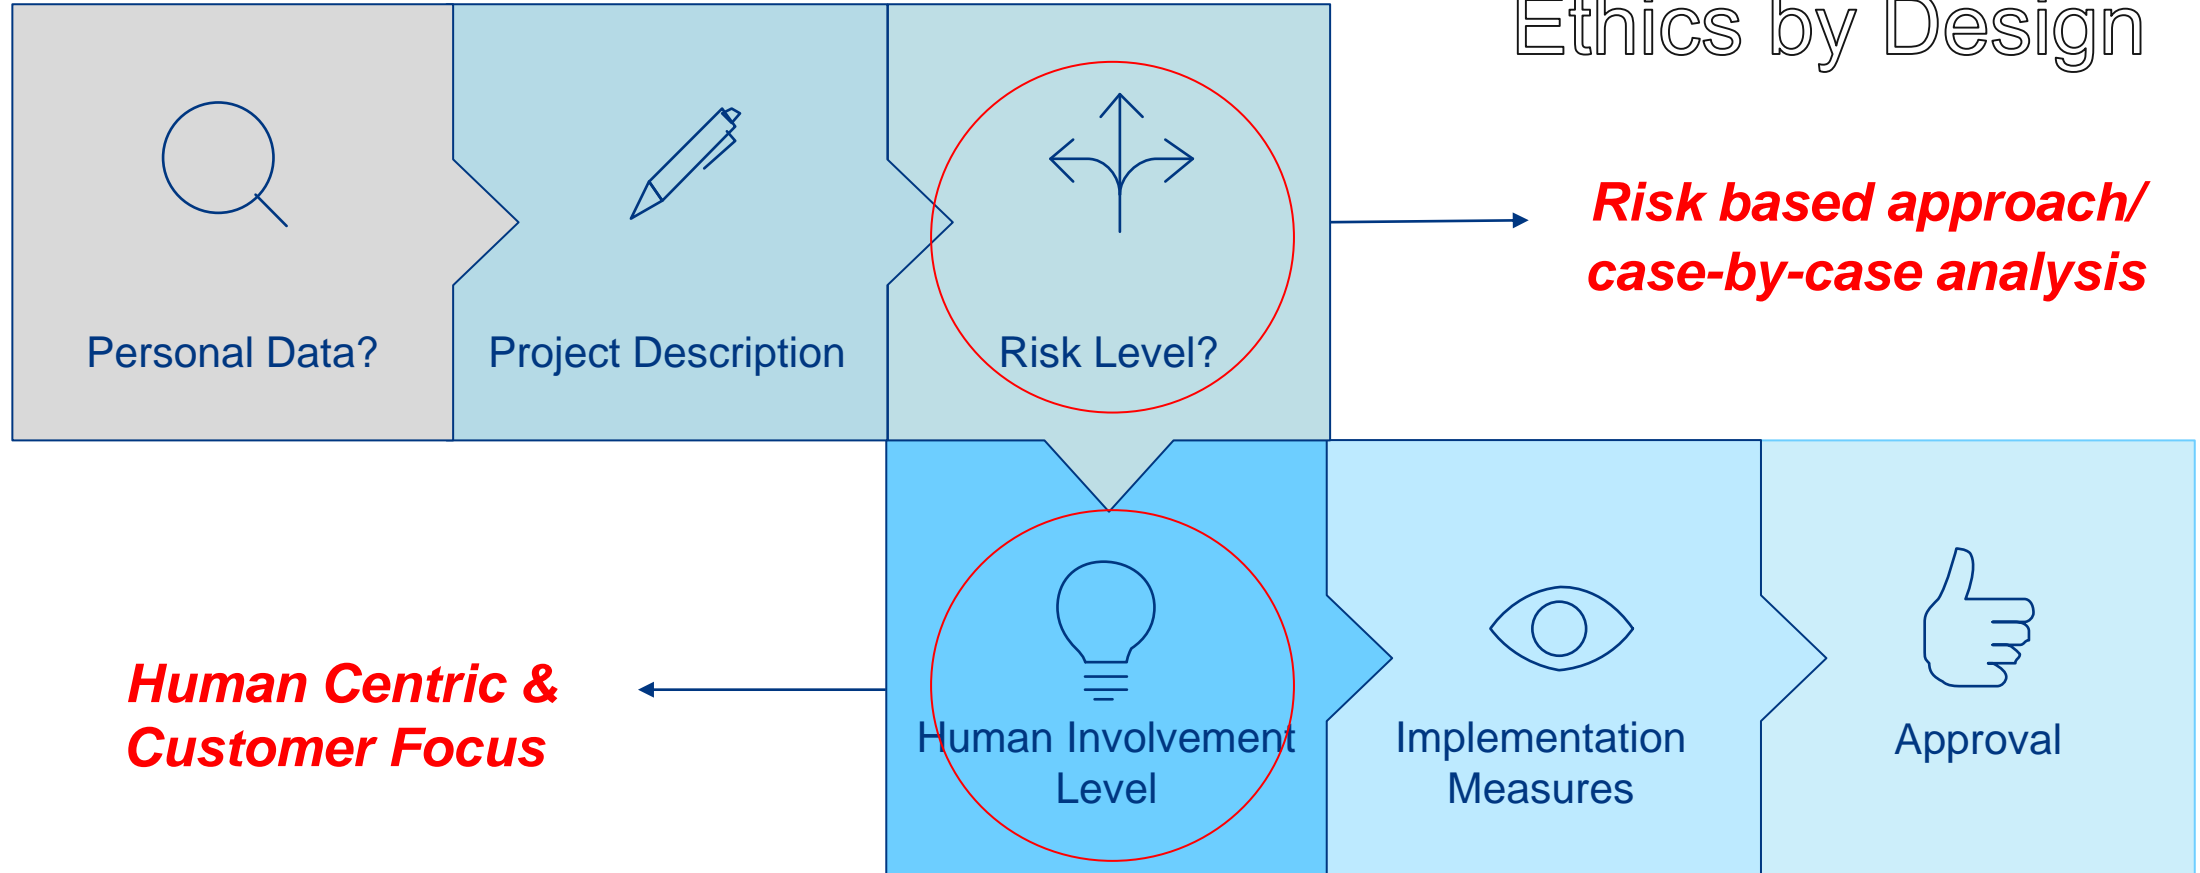 Ethics by Design
Personal Data?
Project Description
Risk Level?
Risk based approach/
case-by-case analysis
Human Centric &
Customer Focus
Human Involvement
Level
Implementation
Measures
Approval